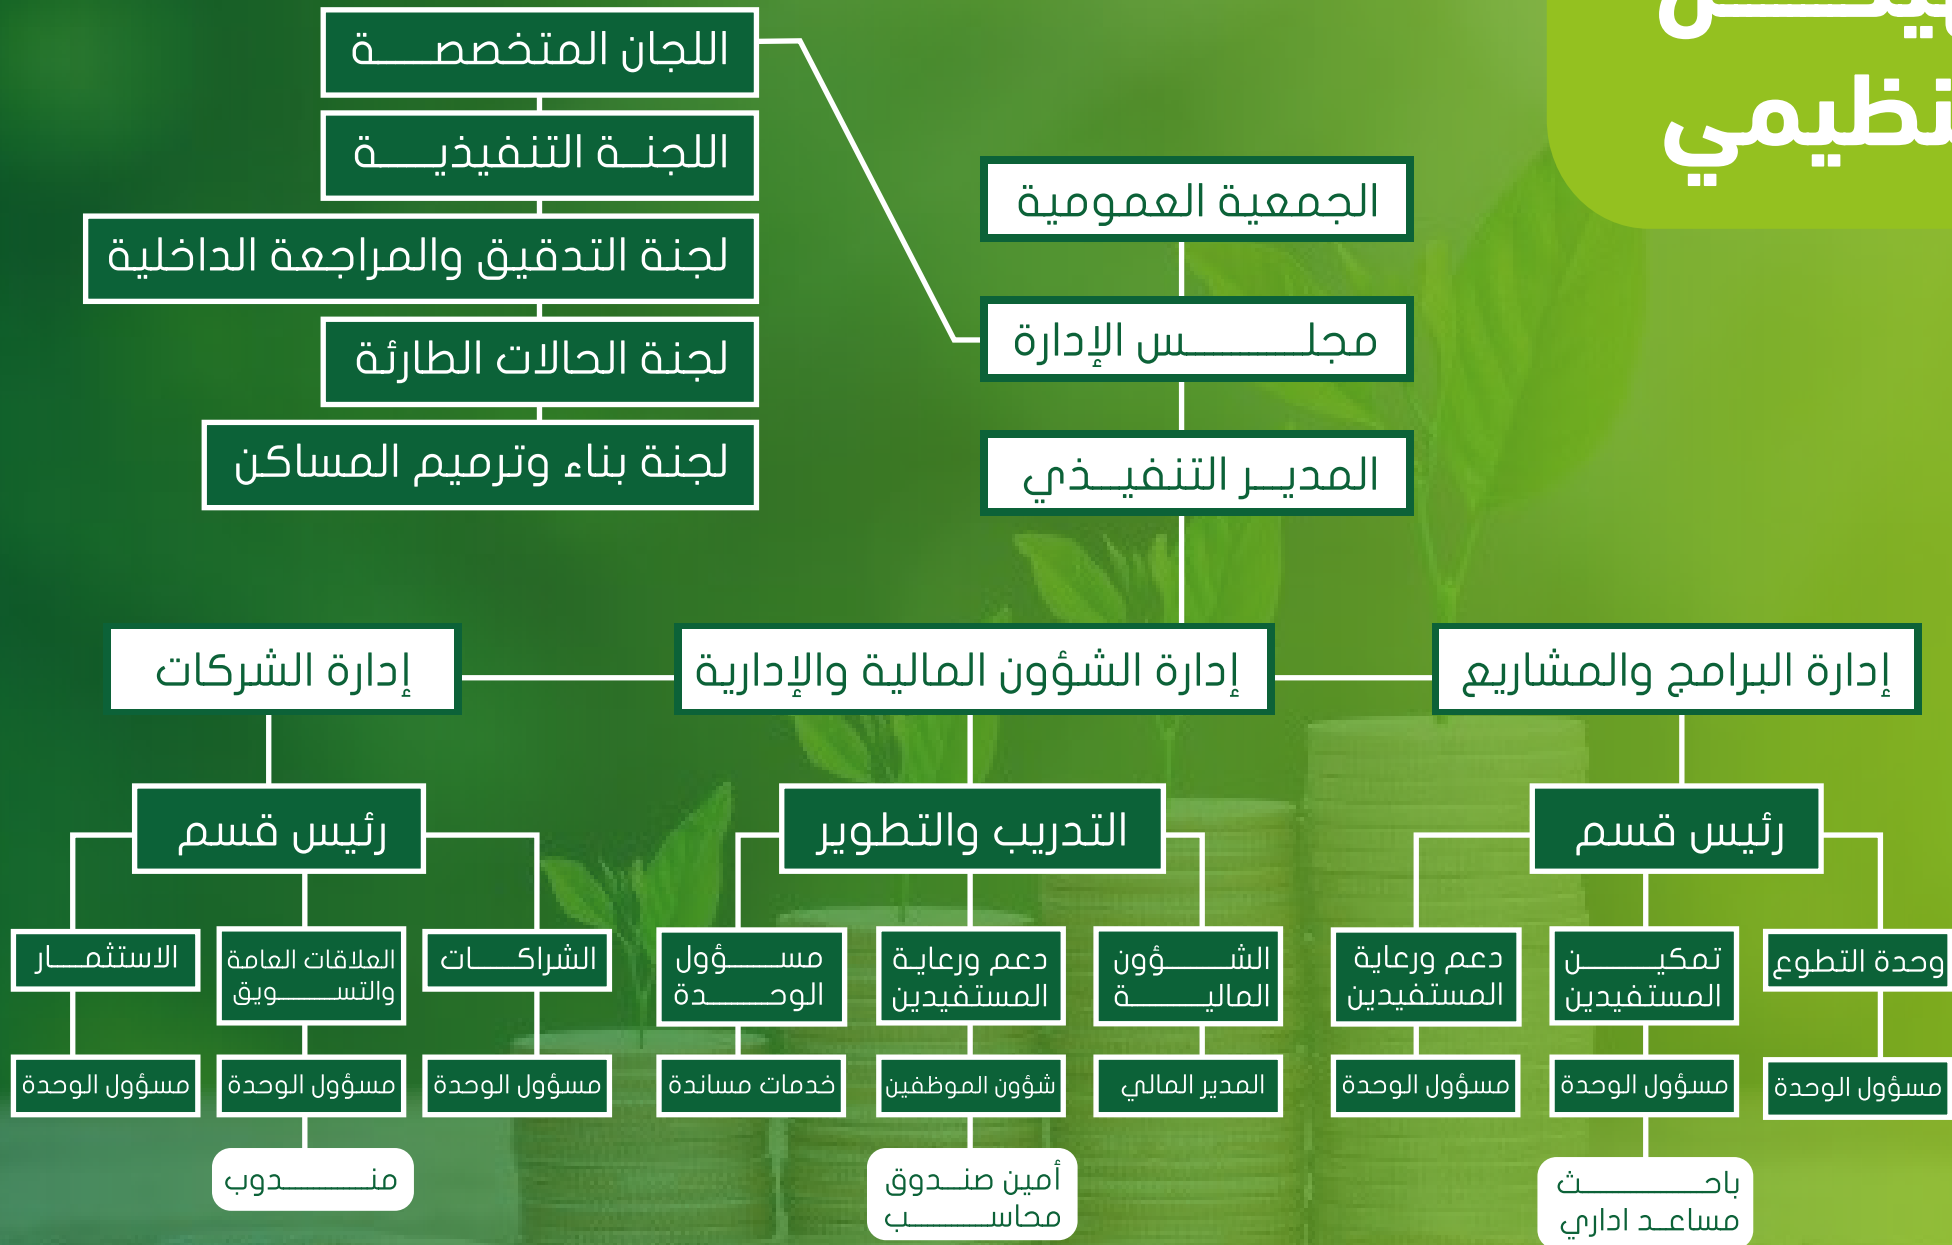 اللجان المتخصصة
اللجنة التنفيذية
لجنة التدقيق والمراجعة الداخلية
لجنة الحالات الطارئة
لجنة بناء وترميم المساكن
الجمعية العمومية
مجلس الإدارة
المدير التنفيذي
إدارة البرامج والمشاريع
إدارة الشؤون المالية والإدارية
إدارة الشركات
رئيس قسم
التدريب والتطوير
رئيس قسم
وحدة التطوع
تمكين
المستفيدين
دعم ورعاية
المستفيدين
الشؤون
المالية
دعم ورعاية
المستفيدين
مسؤول
الوحدة
الشراكات
العلاقات العامة
والتسويق
الاستثمار
مسؤول الوحدة
مسؤول الوحدة
مسؤول الوحدة
المدير المالي
شؤون الموظفين
خدمات مساندة
مسؤول الوحدة
مسؤول الوحدة
مسؤول الوحدة
باحث
مساعد اداري
أمين صندوق
محاسب
مندوب